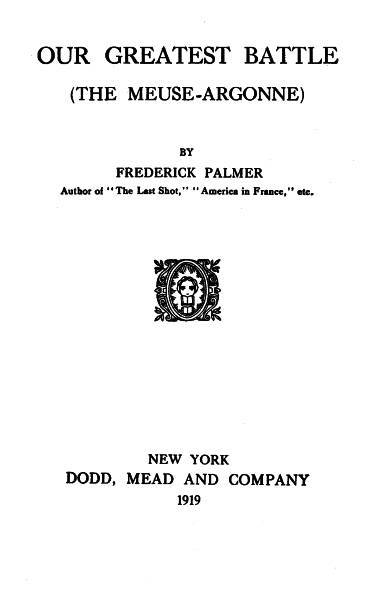 OUR GREATEST BATTLE
(THE MEUSE-ARGONNE)
BY
FREDERICK PALMER
Author of "The Last Shot," "America in France," etc.
NEW YORK
DODD, MEAD AND COMPANY
1919